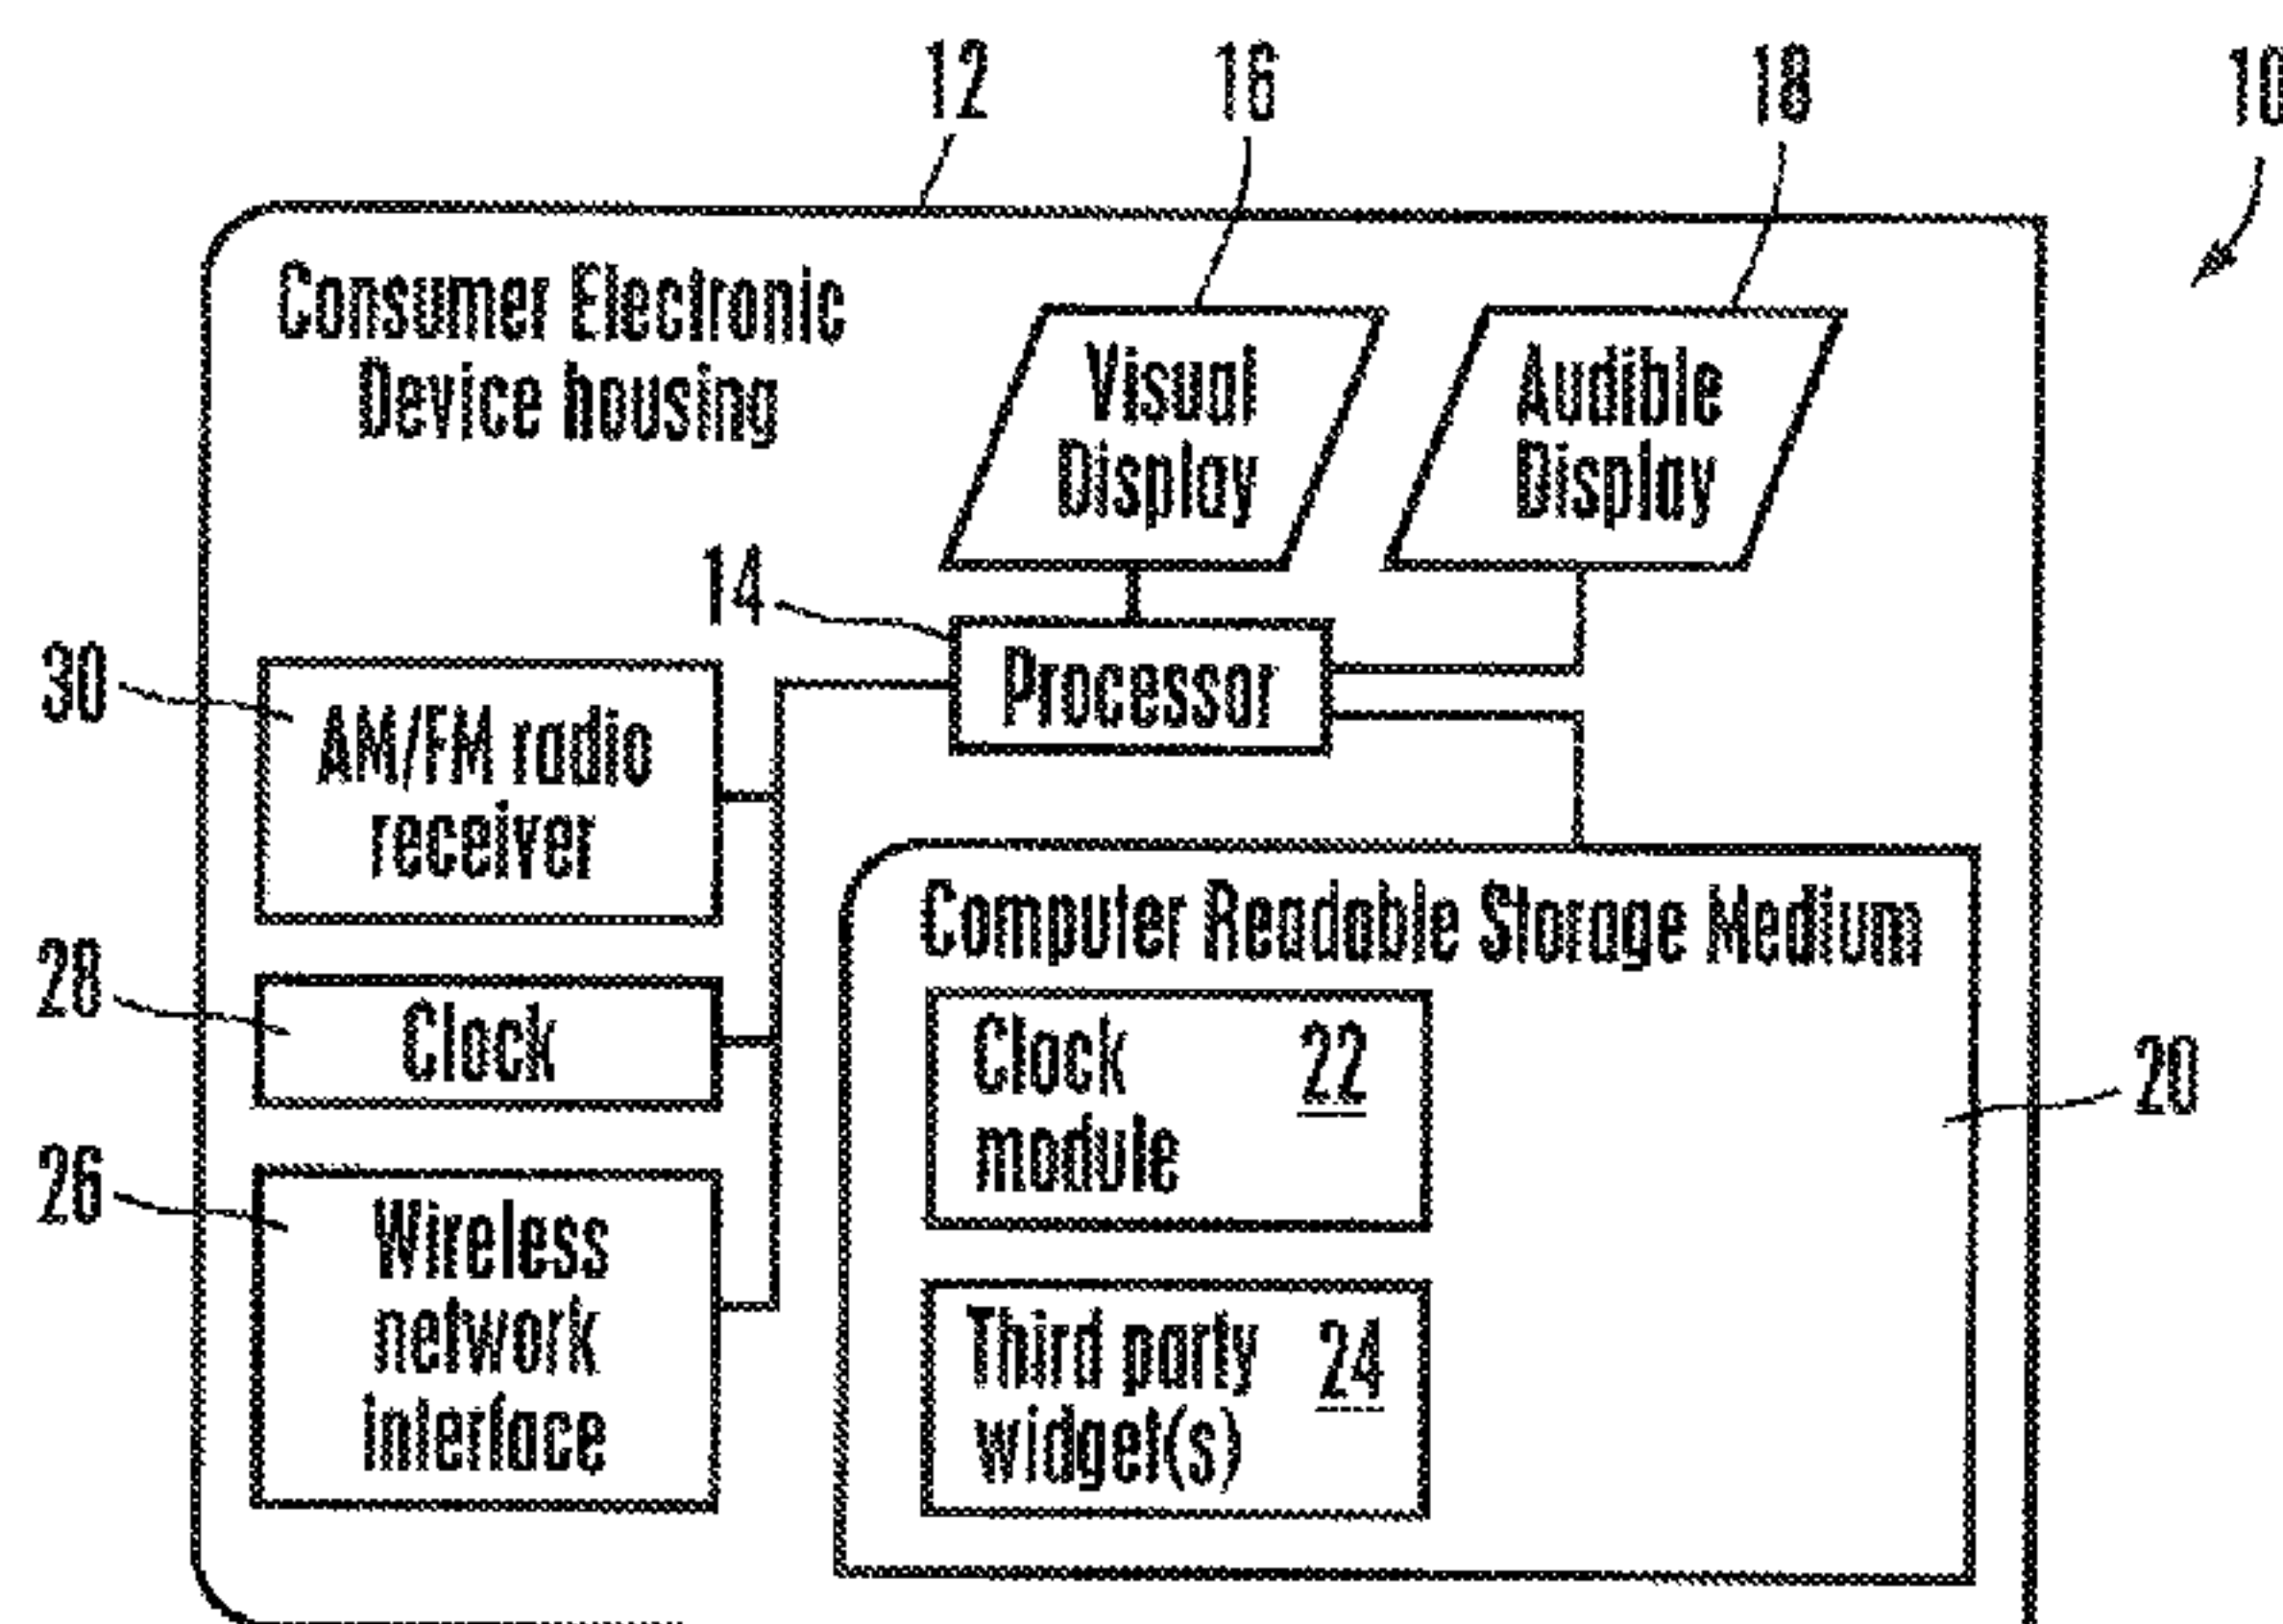 12
16
18
10
Consumer Electronic
Device housing
Visual
Display
Audible
Display
14
Processor
30
AM/FM radio
receiver
Computer Readable Storage Medium
28
Clock
Clock 22
module
20
26
Wireless
network
interface
Third party 24
widget(s)